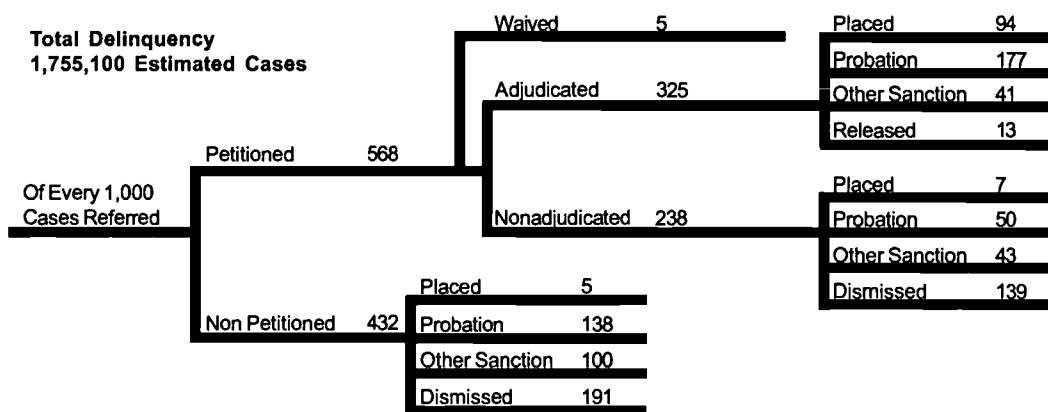 Total Delinquency
1,755,100 Estimated Cases
Of Every 1,000
Cases Referred
Petitioned 568
Waived 5
Adjudicated 325
Placed 94
Probation 177
Other Sanction 41
Released 13
Nonadjudicated 238
Placed 7
Probation 50
Other Sanction 43
Dismissed 139
Non Petitioned 432
Placed 5
Probation 138
Other Sanction 100
Dismissed 191